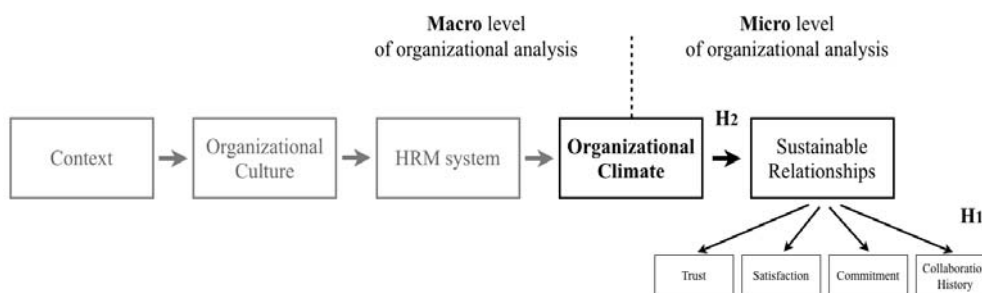 Macro level
of organizational analysis
Micro level
of organizational analysis
Context
Organizational
Culture
HRM system
Organizational
Climate
H2
Sustainable
Relationships
H1
Trust
Satisfaction
Commitment
Collaboration
History